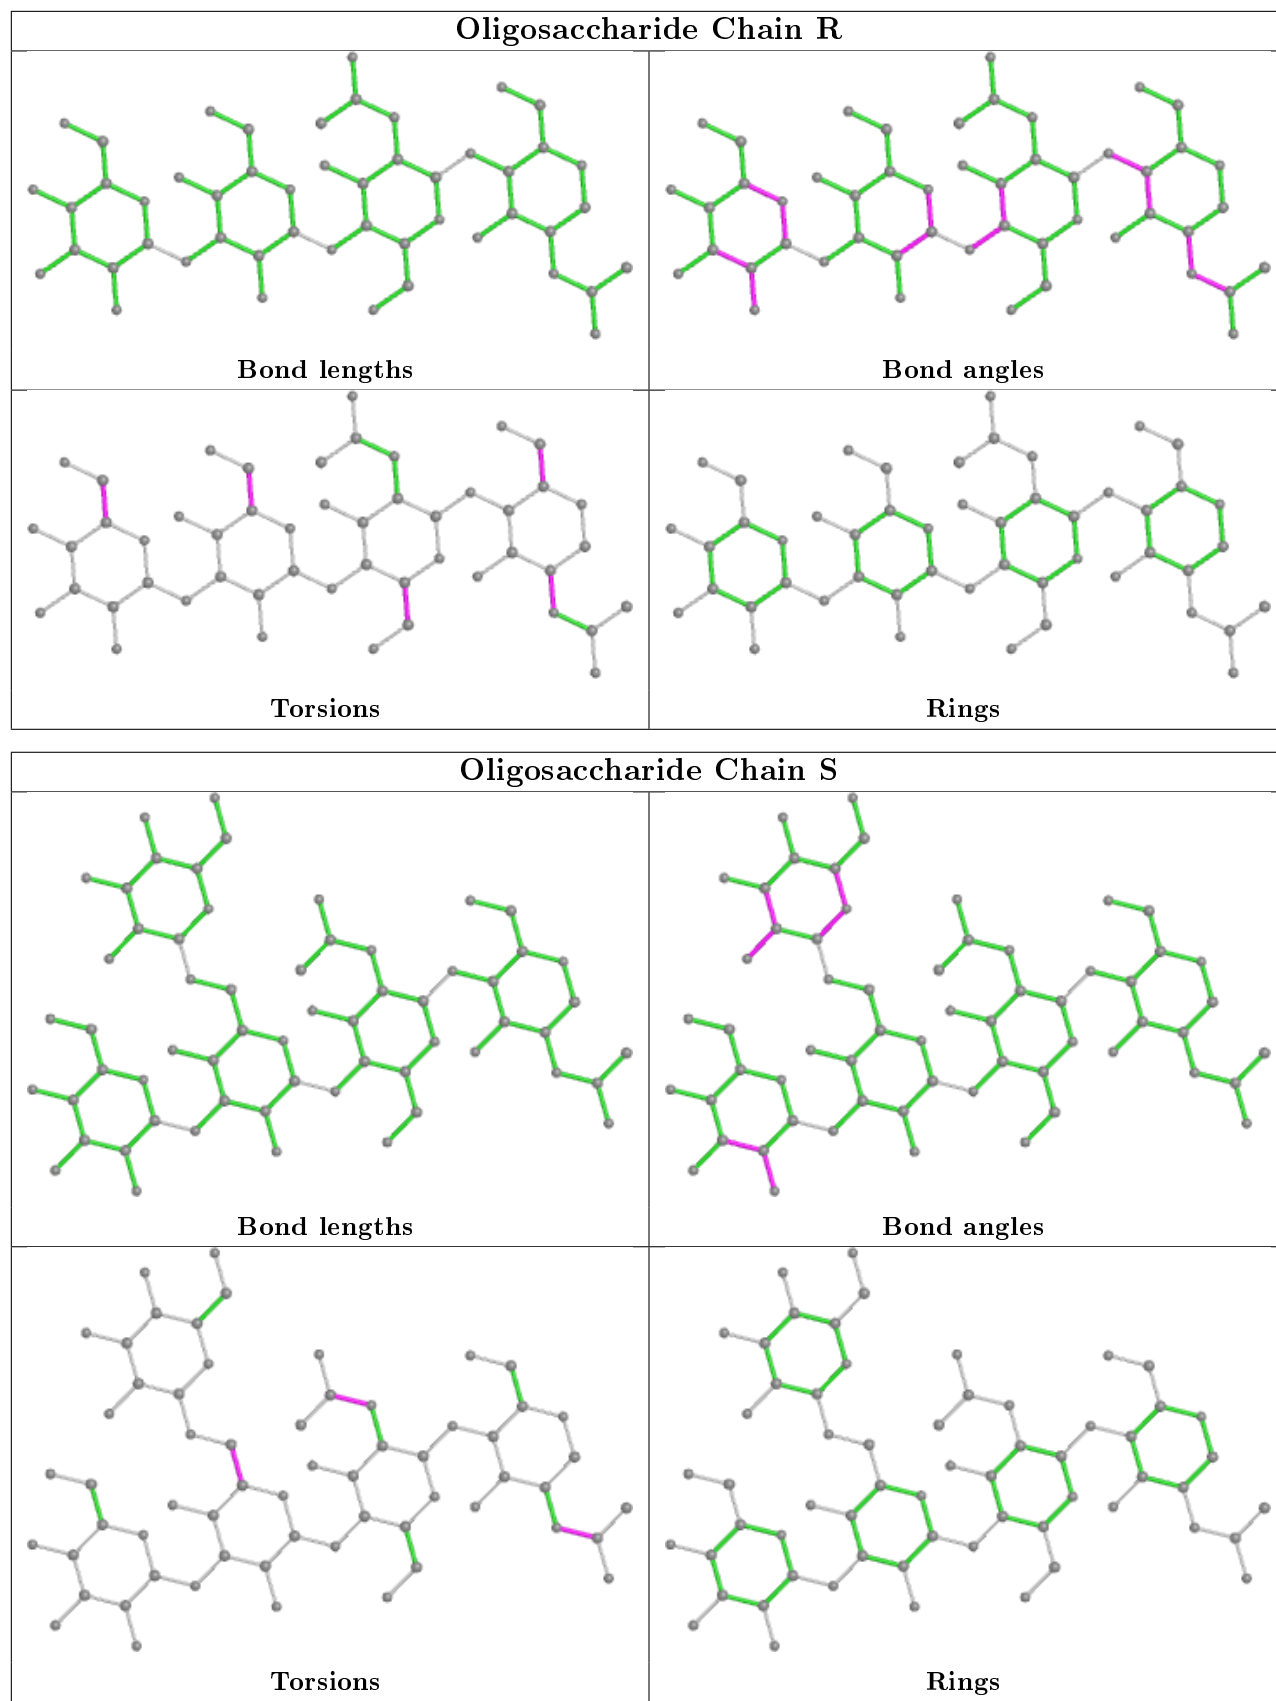 Oligosaccharide Chain R
Bond lengths
Bond angles
Torsions
Rings
Oligosaccharide Chain S
Bond lengths
Bond angles
Torsions
Rings